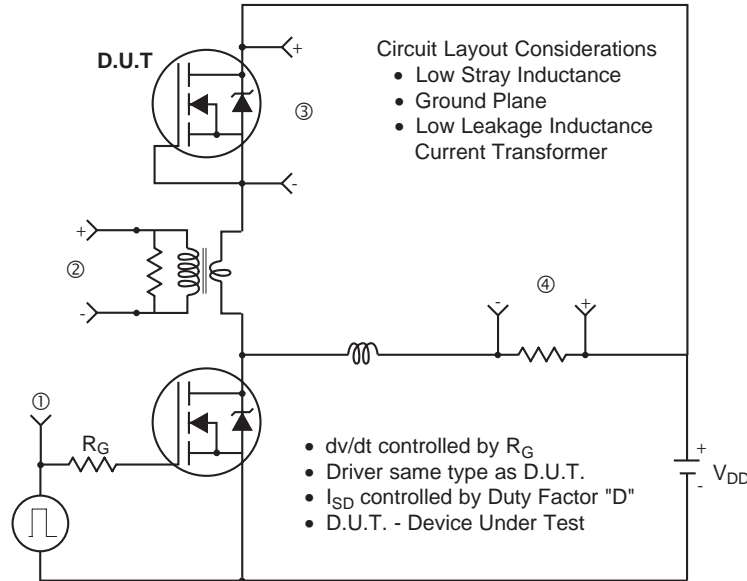 D.U.T
+
③
-
Circuit Layout Considerations
• Low Stray Inductance
• Ground Plane
• Low Leakage Inductance
Current Transformer
+
②
-
④
- +
①
R_G
• dv/dt controlled by R_G
• Driver same type as D.U.T.
• I_SD controlled by Duty Factor "D"
• D.U.T. - Device Under Test
+
V_DD
-